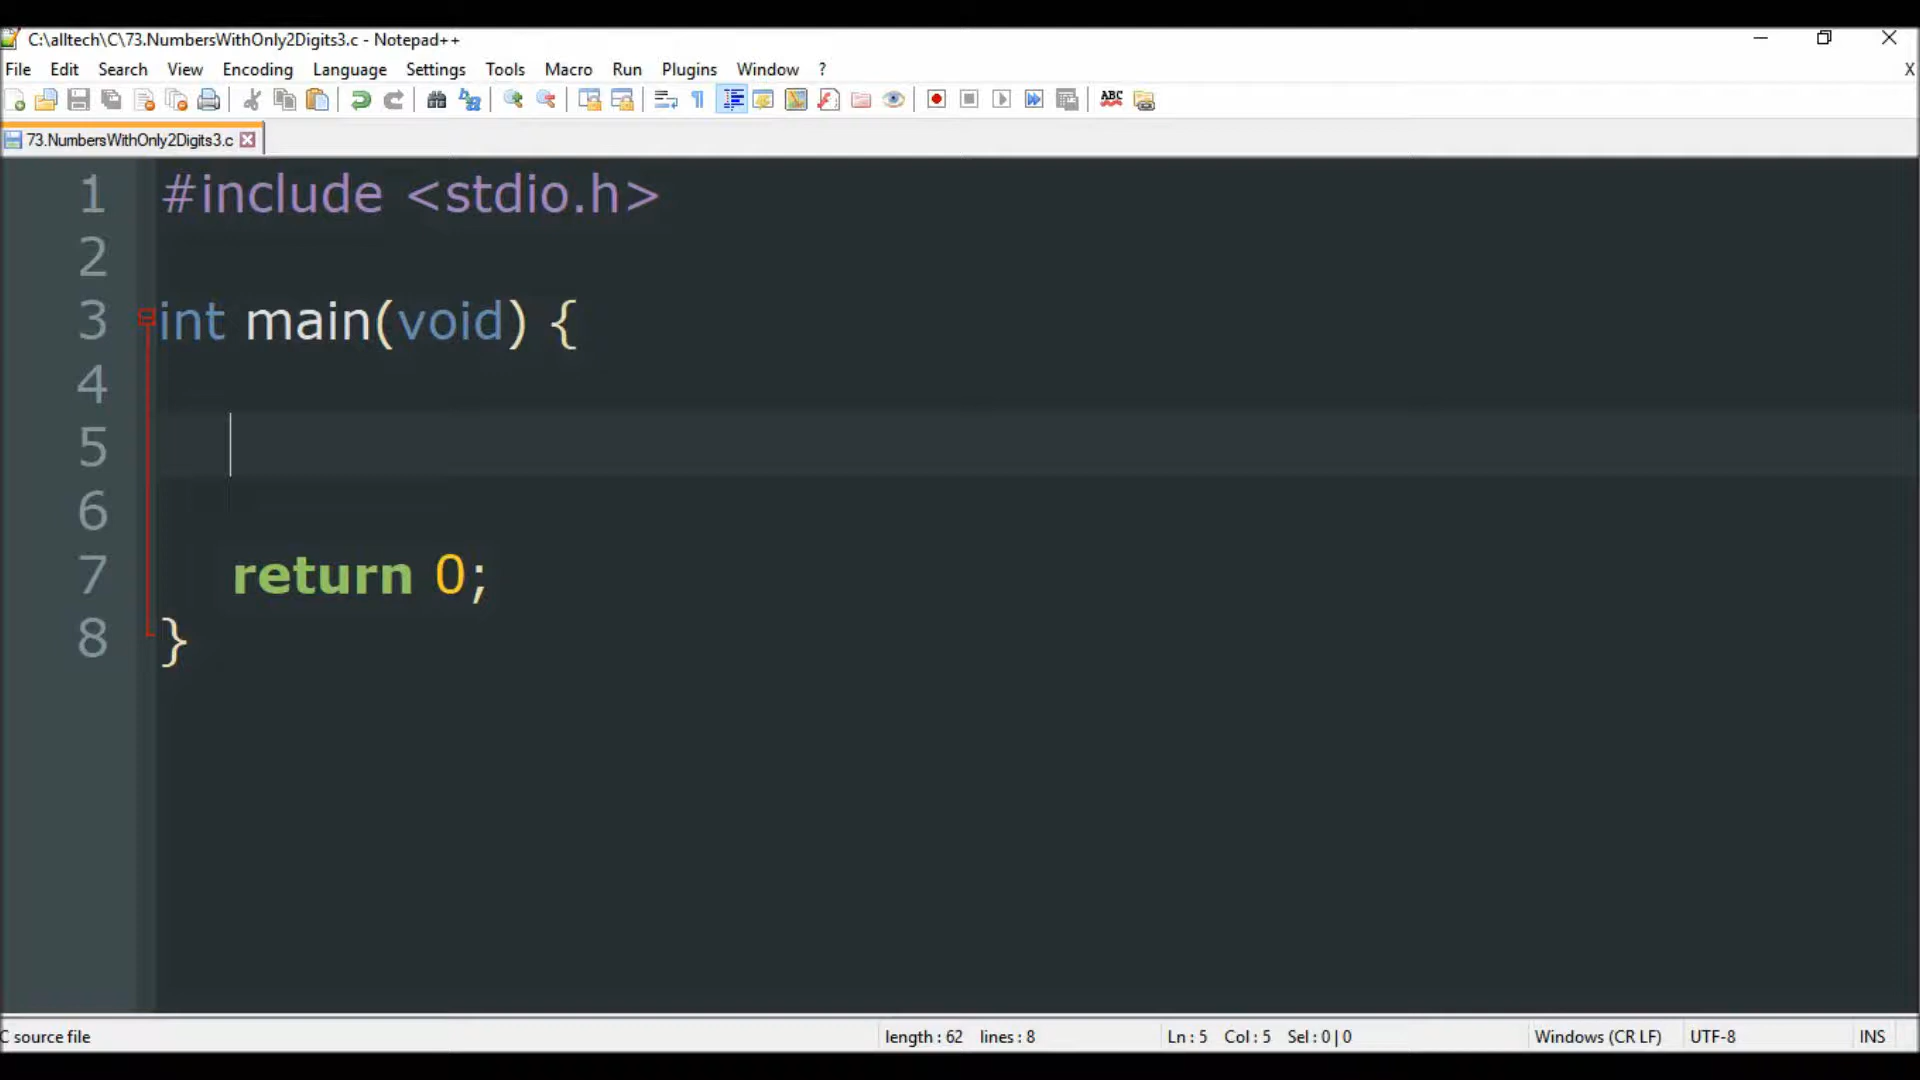 C:\alltech\C\73.NumbersWithOnly2Digits3.c - Notepad++
File Edit Search View Encoding Language Settings Tools Macro Run Plugins Window ? X
ABC
73.NumbersWithOnly2Digits3.c
1 #include <stdio.h>
2
3 int main(void) {
4
5
6
7 return 0;
8 }
C source file length : 62 lines : 8 Ln : 5 Col : 5 Sel : 0 | 0 Windows (CR LF) UTF-8 INS